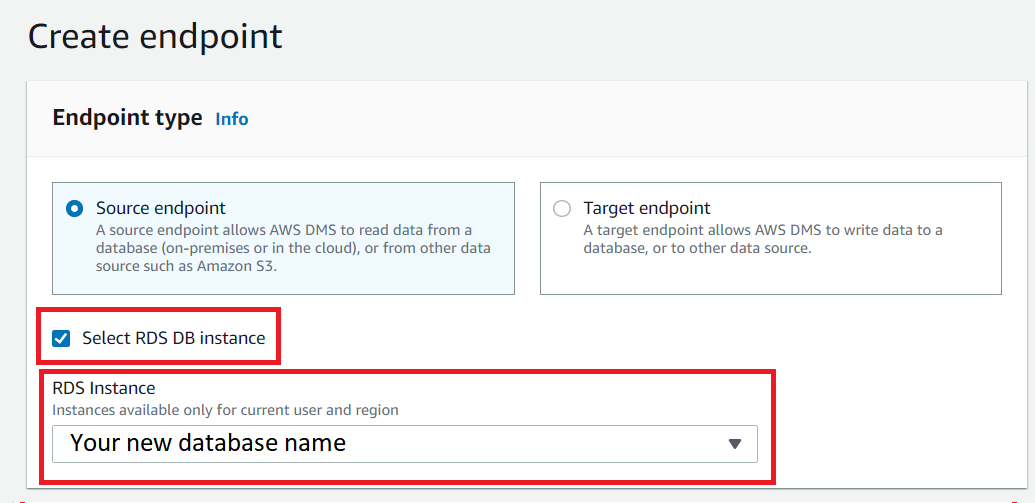 Create endpoint
Endpoint type Info
Source endpoint
A source endpoint allows AWS DMS to read data from a
database (on-premises or in the cloud), or from other data
source such as Amazon S3.
Target endpoint
A target endpoint allows AWS DMS to write data to a
database, or to other data source.
Select RDS DB instance
RDS Instance
Instances available only for current user and region
Your new database name